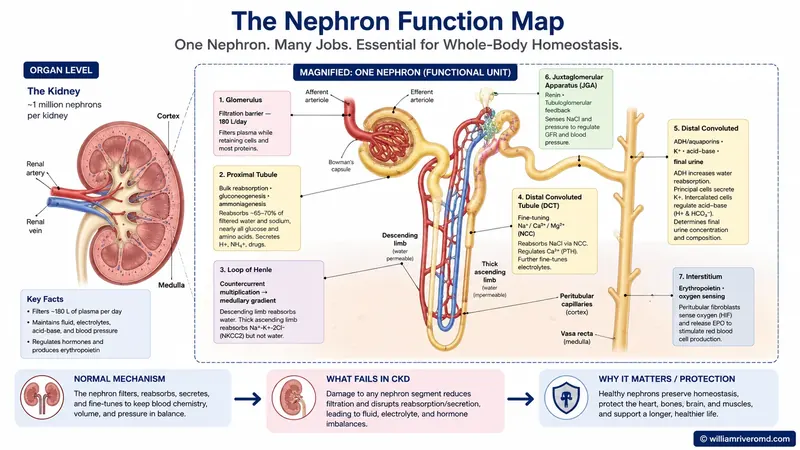 The Nephron Function Map
One Nephron. Many Jobs. Essential for Whole-Body Homeostasis.
ORGAN LEVEL
The Kidney
~1 million nephrons
per kidney
Cortex
Renal
artery
Renal
vein
Medulla
Key Facts
• Filters ~180 L of plasma per day
• Maintains fluid, electrolytes,
acid-base, and blood pressure
• Regulates hormones and
produces erythropoietin
MAGNIFIED: ONE NEPHRON (FUNCTIONAL UNIT)
1. Glomerulus
Filtration barrier —
180 L/day
Filters plasma while
retaining cells and
most proteins.
Afferent
arteriole
Efferent
arteriole
Bowman's
capsule
2. Proximal Tubule
Bulk reabsorption •
gluconeogenesis •
ammoniagenesis
Reabsorbs ~65–70% of
filtered water and sodium,
nearly all glucose and
amino acids. Secretes
H+, NH₄+, drugs.
3. Loop of Henle
Countercurrent
multiplication →
medullary gradient
Descending limb reabsorbs
water. Thick ascending limb
reabsorbs Na⁺-K+-2Cl-
(NKCC2) but not water.
Descending
limb
(water
permeable)
Thick
ascending
limb
(water
(impermeable)
4. Distal Convoluted
Tubule (DCT)
Fine-tuning
Na⁺ / Ca²⁺ / Mg²⁺
(NCC)
Reabsorbs NaCl via NCC.
Regulates Ca²⁺ (PTH).
Further fine-tunes
electrolytes.
Peritubular
capillaries
(cortex)
Vasa recta
(medulla)
6. Juxtaglomerular
Apparatus (JGA)
Renin •
Tubuloglomerular
feedback
Senses NaCl and
pressure to regulate
GFR and blood
pressure.
5. Distal Convoluted
ADH/aquaporins •
K⁺ • acid-base •
final urine
ADH increases water
reabsorption.
Principal cells secrete
K+. Intercalated cells
regulate acid-base
(H+ & HCO₃⁻).
Determines final
urine concentration
and composition.
7. Interstitium
Erythropoietin •
oxygen sensing
Peritubular fibroblasts
sense oxygen (HIF)
and release EPO to
stimulate red blood
cell production.
NORMAL MECHANISM
The nephron filters, reabsorbs, secretes,
and fine-tunes to keep blood chemistry,
volume, and pressure in balance.
WHAT FAILS IN CKD
Damage to any nephron segment reduces
filtration and disrupts reabsorption/secretion,
leading to fluid, electrolyte, and hormone
imbalances.
WHY IT MATTERS / PROTECTION
Healthy nephrons preserve homeostasis,
protect the heart, bones, brain, and muscles,
and support a longer, healthier life.
© williamriveromd.com